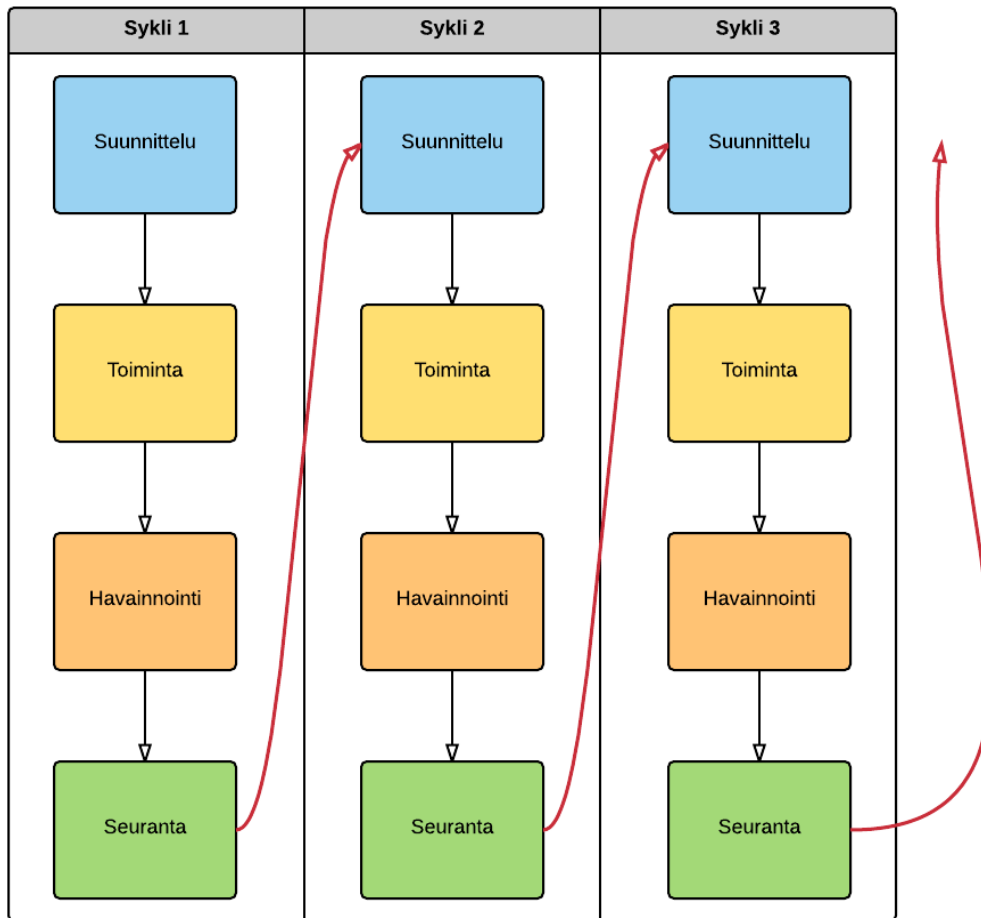 Sykli 1
Sykli 2
Sykli 3
Suunnittelu
Suunnittelu
Suunnittelu
Toiminta
Toiminta
Toiminta
Havainnointi
Havainnointi
Havainnointi
Seuranta
Seuranta
Seuranta